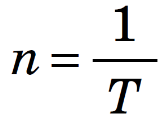 n = 1/T